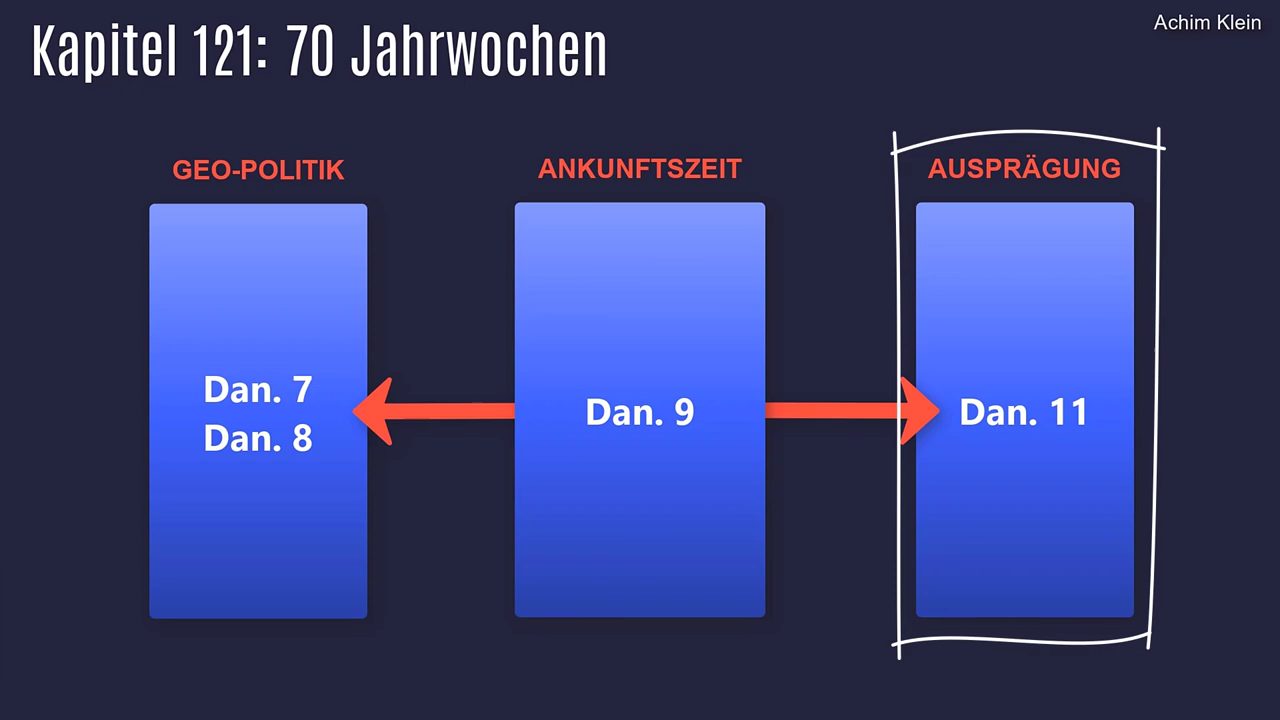 Kapitel 121: 70 Jahrwochen
Achim Klein
GEO-POLITIK
ANKUNFTSZEIT
AUSPRÄGUNG
Dan. 7
Dan. 8
Dan. 9
Dan. 11